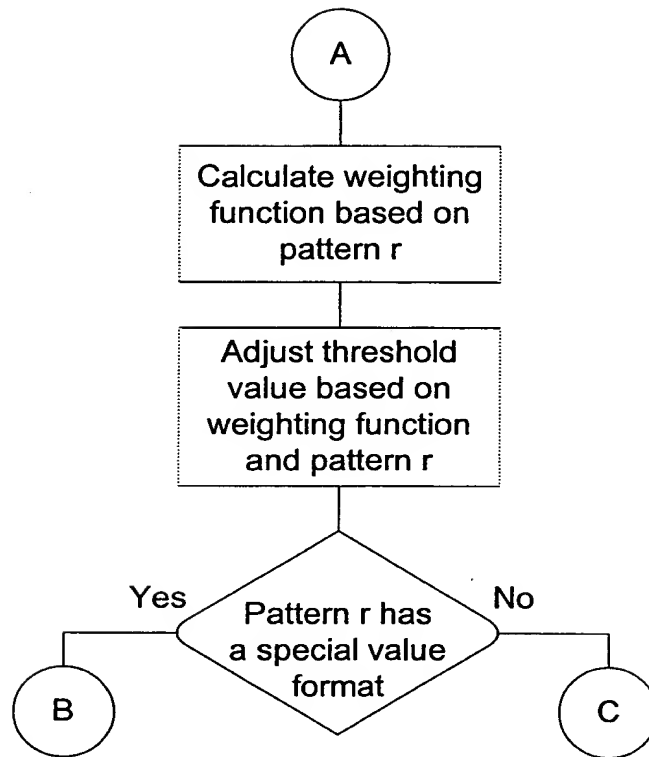 A
Calculate weighting
function based on
pattern r
Adjust threshold
value based on
weighting function
and pattern r
Yes
No
Pattern r has
a special value
format
B
C